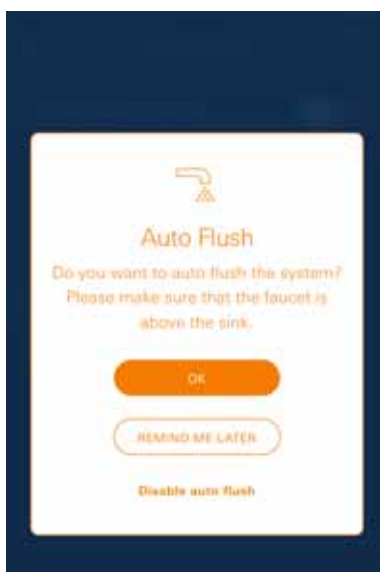 Auto Flush
Do you want to auto flush the system?
Please make sure that the faucet is
above the sink.
OK
REMIND ME LATER
Disable auto flush